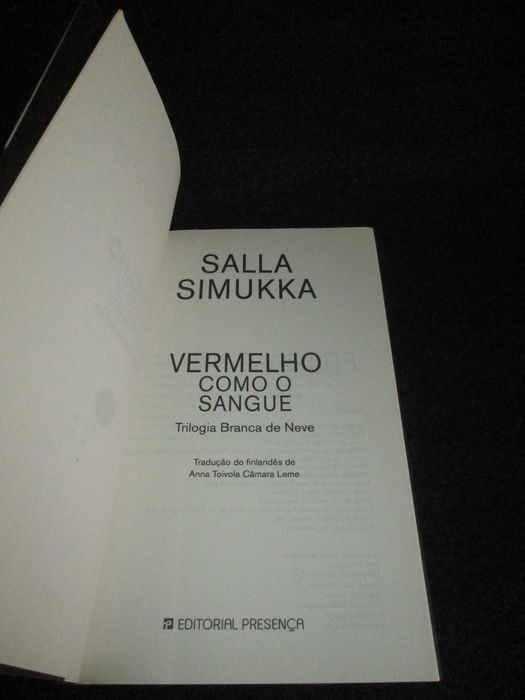 SALLA
SIMUKKA
VERMELHO
COMO O
SANGUE
Trilogia Branca de Neve
Tradução do finlandês de
Anna Toivola Câmara Leme
EDITORIAL PRESENÇA